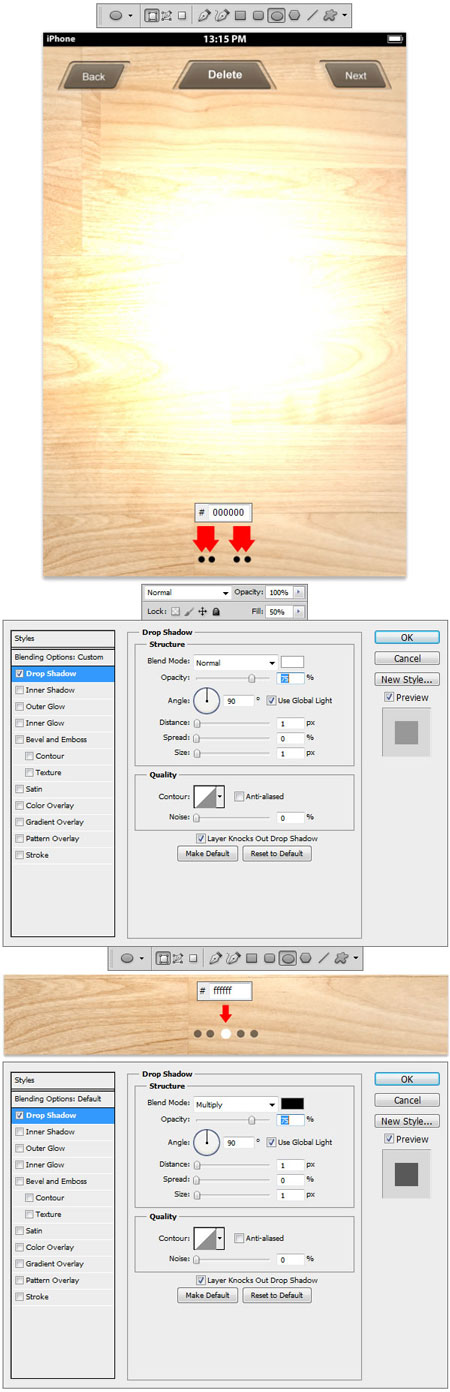 iPhone 13:15 PM
Back Delete Next
# 000000
Normal Opacity: 100%
Lock: Fill: 50%
Styles
Blending Options: Custom
Drop Shadow
Inner Shadow
Outer Glow
Inner Glow
Bevel and Emboss
Contour
Texture
Satin
Color Overlay
Gradient Overlay
Pattern Overlay
Stroke
Drop Shadow
Structure
Blend Mode: Normal
Opacity: 75 %
Angle: 90 ° Use Global Light
Distance: 1 px
Spread: 0 %
Size: 1 px
Quality
Contour: Anti-aliased
Noise: 0 %
Layer Knocks Out Drop Shadow
Make Default Reset to Default
OK
Cancel
New Style...
Preview
# ffffff
Styles
Blending Options: Default
Drop Shadow
Inner Shadow
Outer Glow
Inner Glow
Bevel and Emboss
Contour
Texture
Satin
Color Overlay
Gradient Overlay
Pattern Overlay
Stroke
Drop Shadow
Structure
Blend Mode: Multiply
Opacity: 75 %
Angle: 90 ° Use Global Light
Distance: 1 px
Spread: 0 %
Size: 1 px
Quality
Contour: Anti-aliased
Noise: 0 %
Layer Knocks Out Drop Shadow
Make Default Reset to Default
OK
Cancel
New Style...
Preview